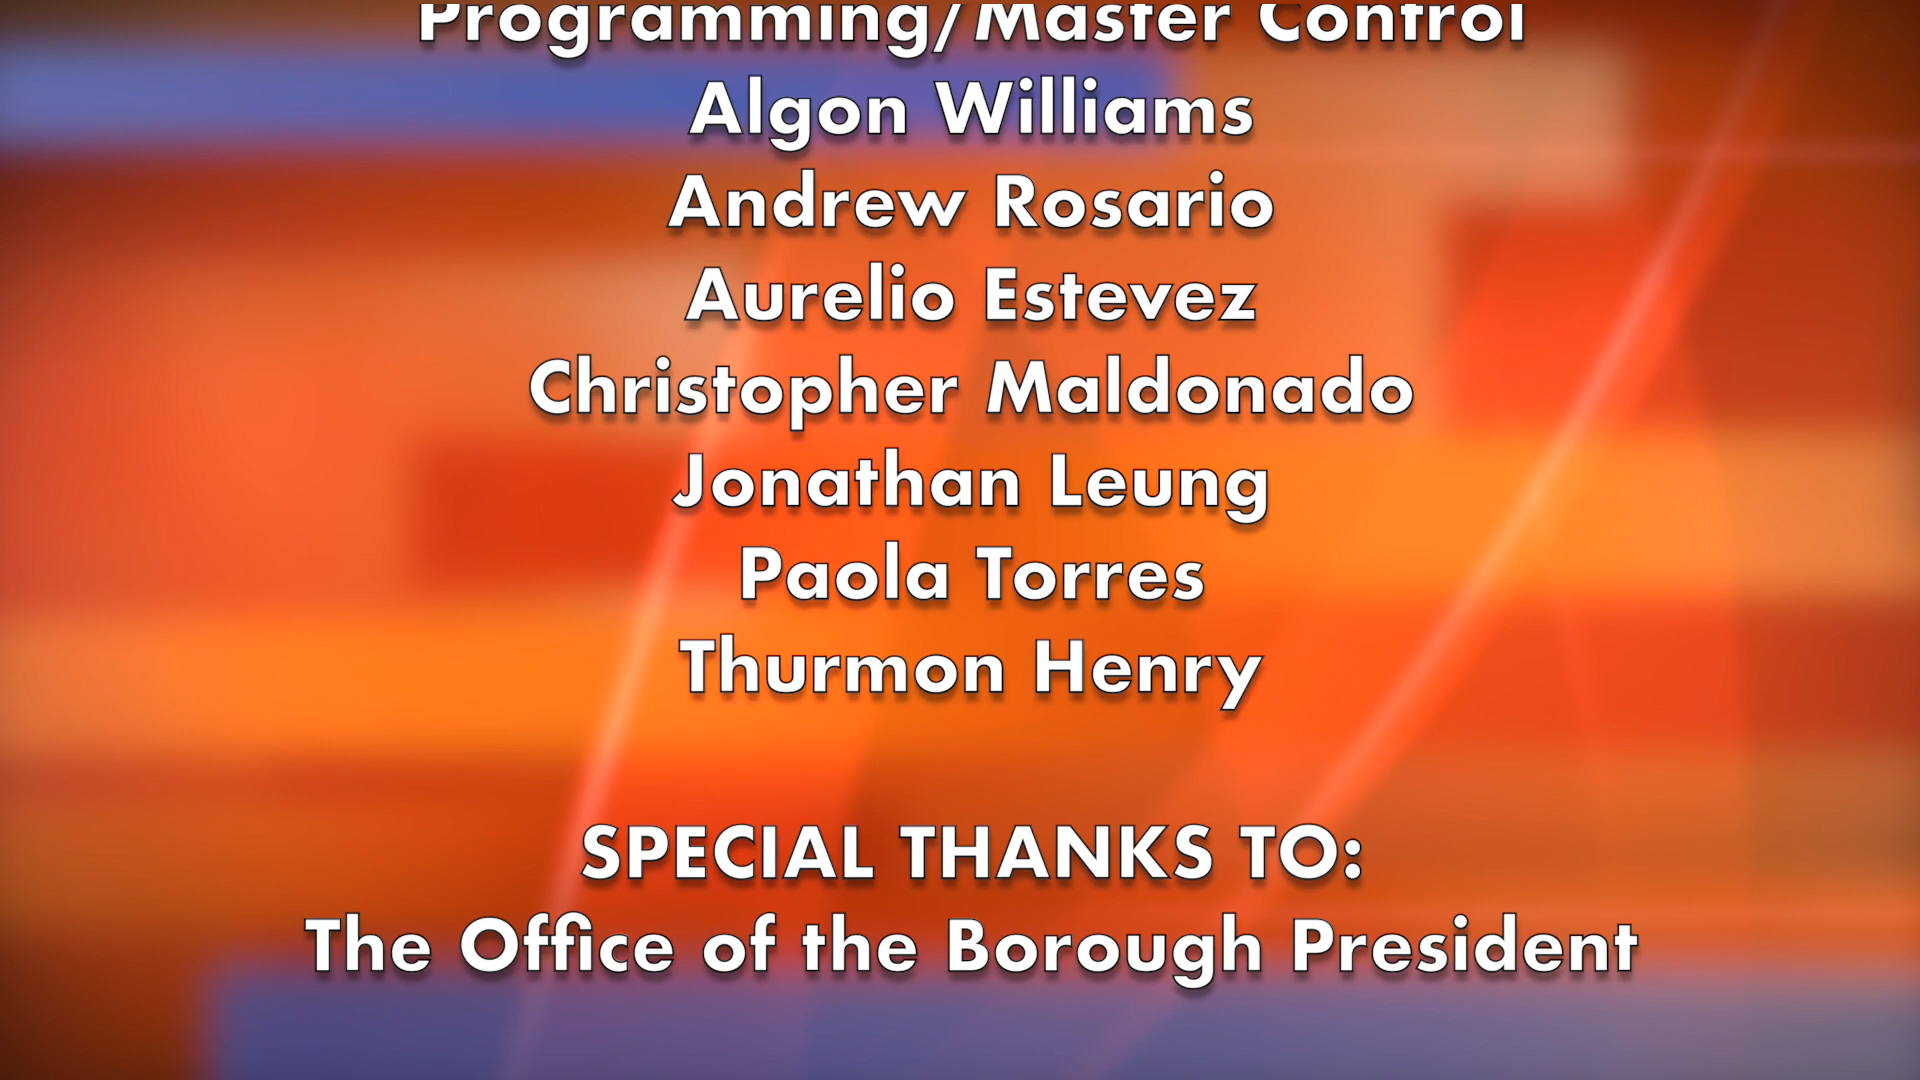 Programming/Master Control
Algon Williams
Andrew Rosario
Aurelio Estevez
Christopher Maldonado
Jonathan Leung
Paola Torres
Thurmon Henry
SPECIAL THANKS TO:
The Office of the Borough President